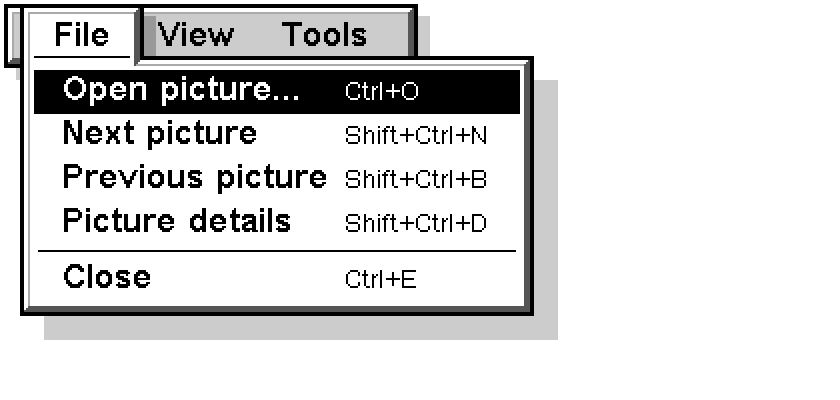 File View Tools
Open picture... Ctrl+O
Next picture Shift+Ctrl+N
Previous picture Shift+Ctrl+B
Picture details Shift+Ctrl+D
Close Ctrl+E